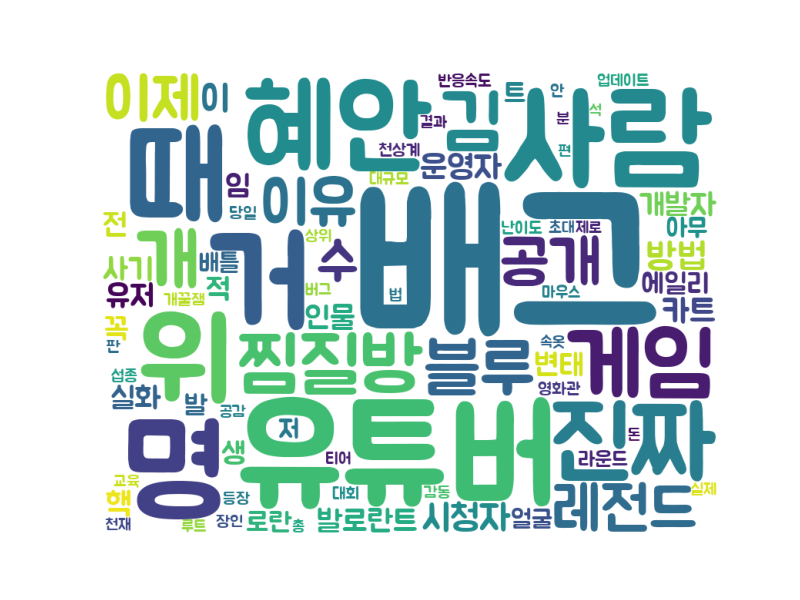 반응속도 트 안 업데이트
이제 이 혜안 김 사람
결과 분 석
때 천상계 운영자 편
임 대규모
이유 개발자
전 당일 상위 난이도 초대 제로 아무
개 거 배그
사기 배틀 수 공개 방법
유저 적 버그 법 마우스 에일리
개꿀잼 인물 카트
꼭 위 찜질방 블루 속옷 게임
판 변태
섭종 영화관
실화 발 공감
명 유튜버 진짜
저 돈
생 티어 라운드
교육
핵 등장 대회 감동 레전드 실제
천재 루트 장인 로란 총 발로란트 시청자 얼굴